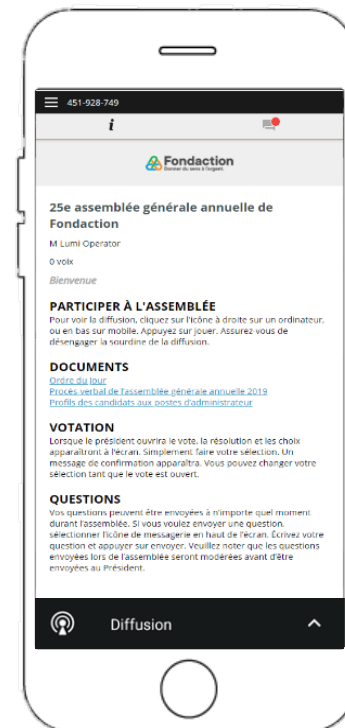 451-928-749
i
Fondaction
Donner du sens à l'argent
25e assemblée générale annuelle de
Fondaction
M Lumi Operator
0 voix
Bienvenue
PARTICIPER À L'ASSEMBLÉE
Pour voir la diffusion, cliquez sur l'icône à droite sur un ordinateur,
ou en bas sur mobile. Appuyez sur jouer. Assurez-vous de
désengager la sourdine de la diffusion.
DOCUMENTS
Ordre du jour
Procès verbal de l'assemblée générale annuelle 2019
Profils des candidats aux postes d'administrateur
VOTATION
Lorsque le président ouvrira le vote, la résolution et les choix
apparaîtront à l'écran. Simplement faire votre sélection. Un
message de confirmation apparaîtra. Vous pouvez changer votre
sélection tant que le vote est ouvert.
QUESTIONS
Vos questions peuvent être envoyées à n'importe quel moment
durant l'assemblée. Si vous voulez envoyer une question,
sélectionner l'icône de messagerie en haut de l'écran. Écrivez votre
question et appuyer sur envoyer. Veuillez noter que les questions
envoyées lors de l'assemblée seront modérées avant d'être
envoyées au Président.
Diffusion